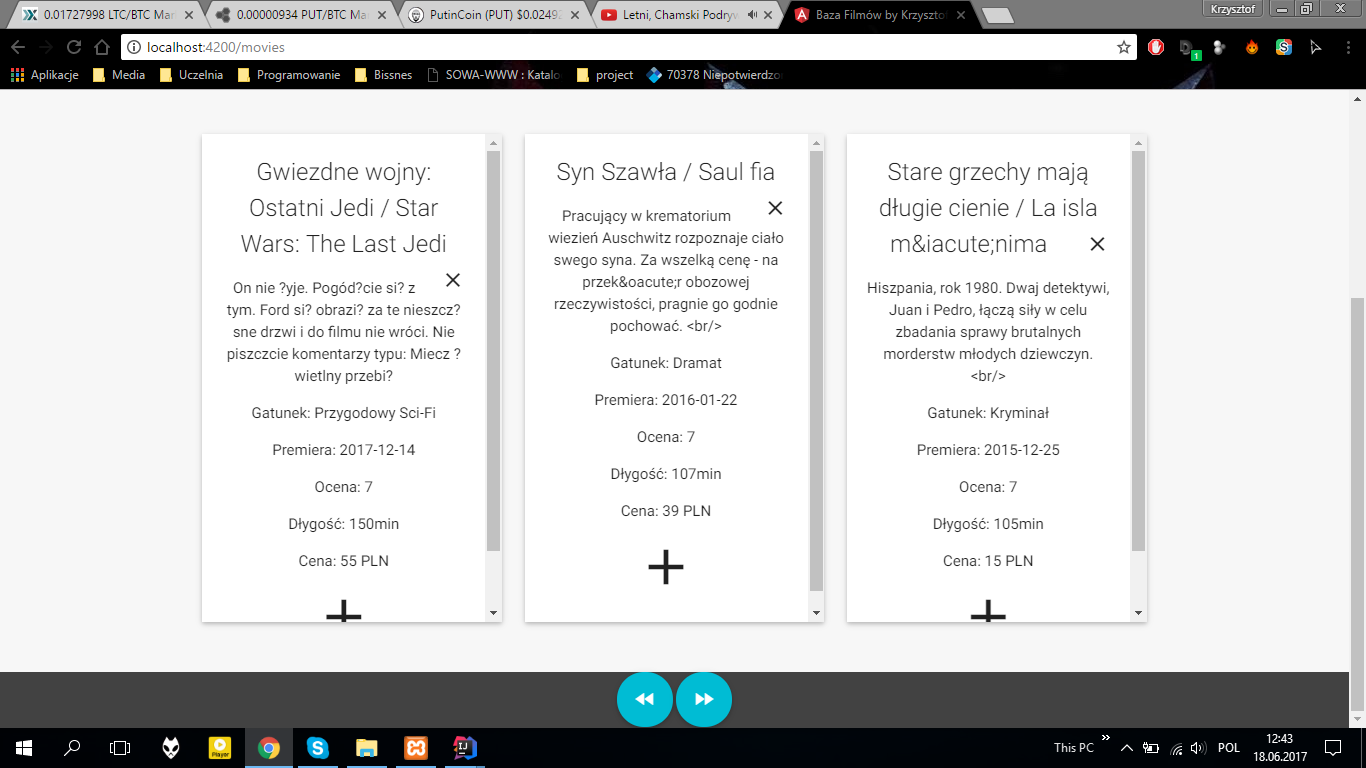 0.01727998 LTC/BTC Mar
0.00000934 PUT/BTC Ma
PutinCoin (PUT) $0.0249
Letni, Chamski Podryw
Baza Filmów by Krzyszto
Krzysztof
localhost:4200/movies
1
Aplikacje
Media
Uczelnia
Programowanie
Bissnes
SOWA-WWW : Katalo
project
70378 Niepotwierdzo
Gwiezdne wojny:
Ostatni Jedi / Star
Wars: The Last Jedi
On nie ?yje. Pogód?cie si? z
tym. Ford si? obrazi? za te nieszcz?
sne drzwi i do filmu nie wróci. Nie
piszczcie komentarzy typu: Miecz ?
wietlny przebi?
Gatunek: Przygodowy Sci-Fi
Premiera: 2017-12-14
Ocena: 7
Dłygość: 150min
Cena: 55 PLN
Syn Szawła / Saul fia
Pracujący w krematorium
wiezień Auschwitz rozpoznaje ciało
swego syna. Za wszelką cenę - na
przek&oacute;r obozowej
rzeczywistości, pragnie go godnie
pochować. <br/>
Gatunek: Dramat
Premiera: 2016-01-22
Ocena: 7
Dłygość: 107min
Cena: 39 PLN
Stare grzechy mają
długie cienie / La isla
m&iacute;nima
Hiszpania, rok 1980. Dwaj detektywi,
Juan i Pedro, łączą siły w celu
zbadania sprawy brutalnych
morderstw młodych dziewczyn.
<br/>
Gatunek: Kryminał
Premiera: 2015-12-25
Ocena: 7
Dłygość: 105min
Cena: 15 PLN
Player
This PC
POL
12:43
18.06.2017